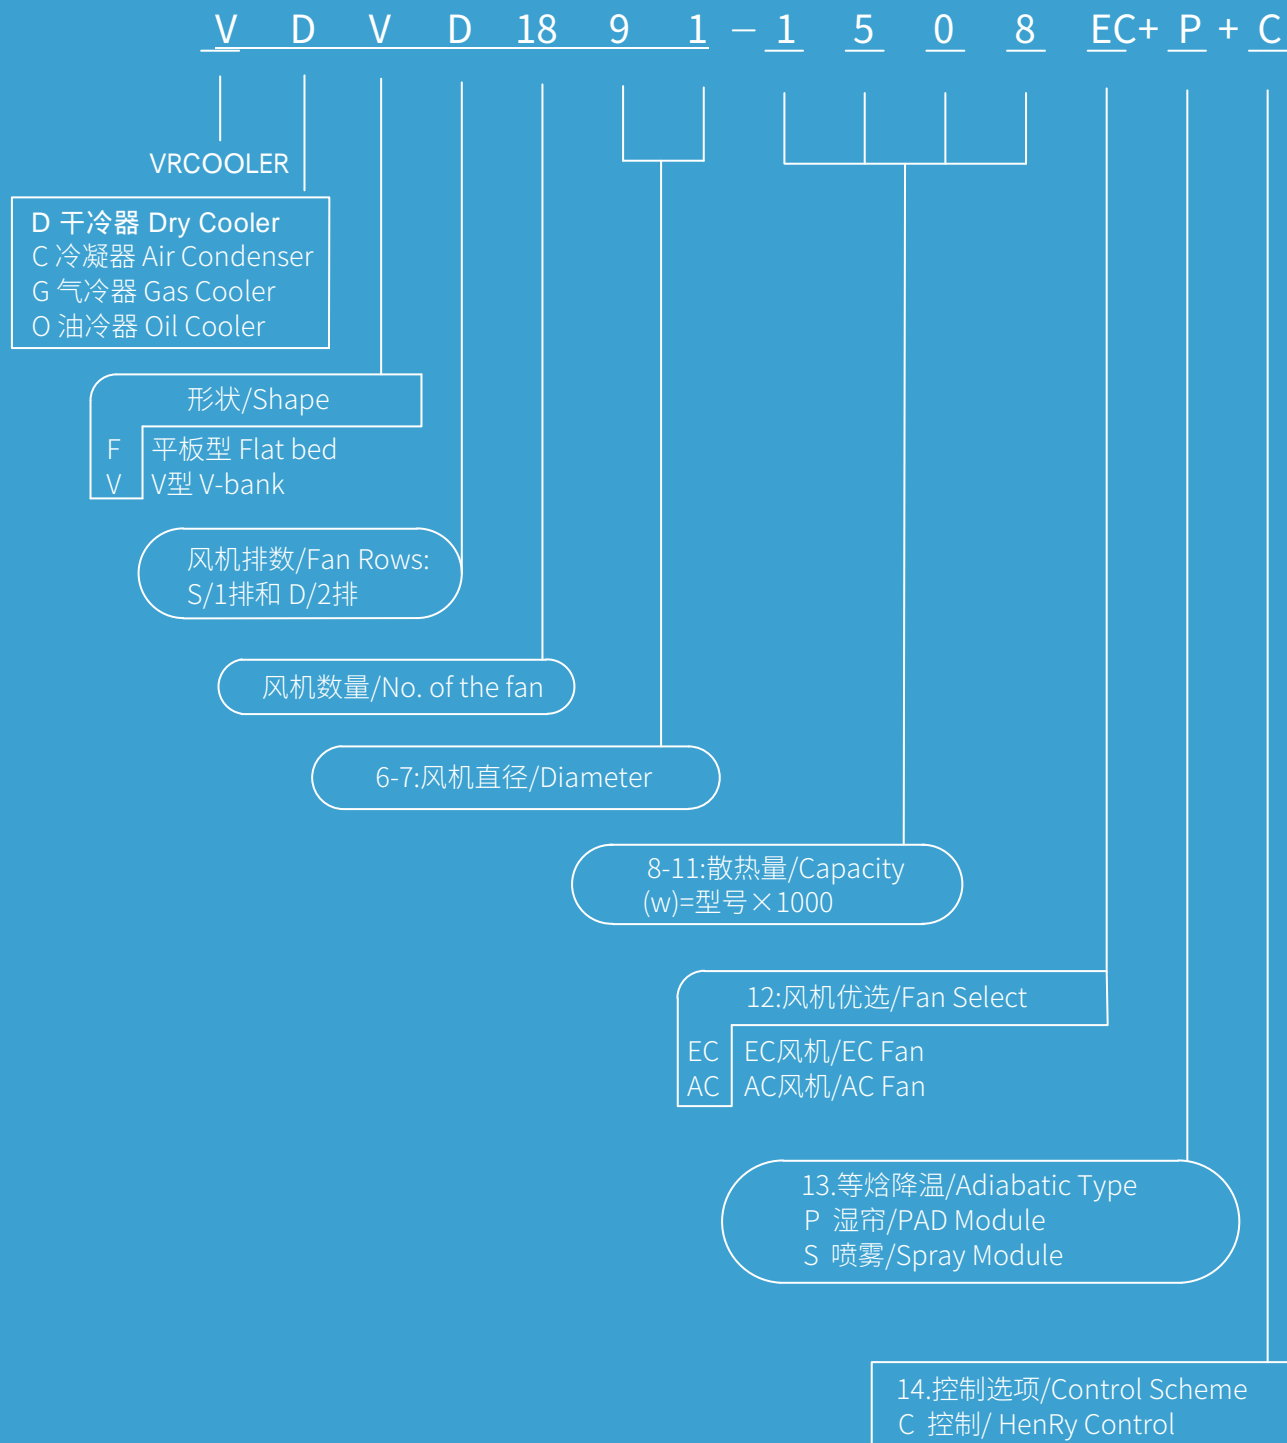 V D V D 18 9 1 – 1 5 0 8 EC+ P + C
VRCOOLER
D 干冷器 Dry Cooler
C 冷凝器 Air Condenser
G 气冷器 Gas Cooler
O 油冷器 Oil Cooler
形状/Shape
F 平板型 Flat bed
V V型 V-bank
风机排数/Fan Rows:
S/1排和 D/2排
风机数量/No. of the fan
6-7:风机直径/Diameter
8-11:散热量/Capacity
(w)=型号×1000
12:风机优选/Fan Select
EC EC风机/EC Fan
AC AC风机/AC Fan
13.等焓降温/Adiabatic Type
P 湿帘/PAD Module
S 喷雾/Spray Module
14.控制选项/Control Scheme
C 控制/ HenRy Control